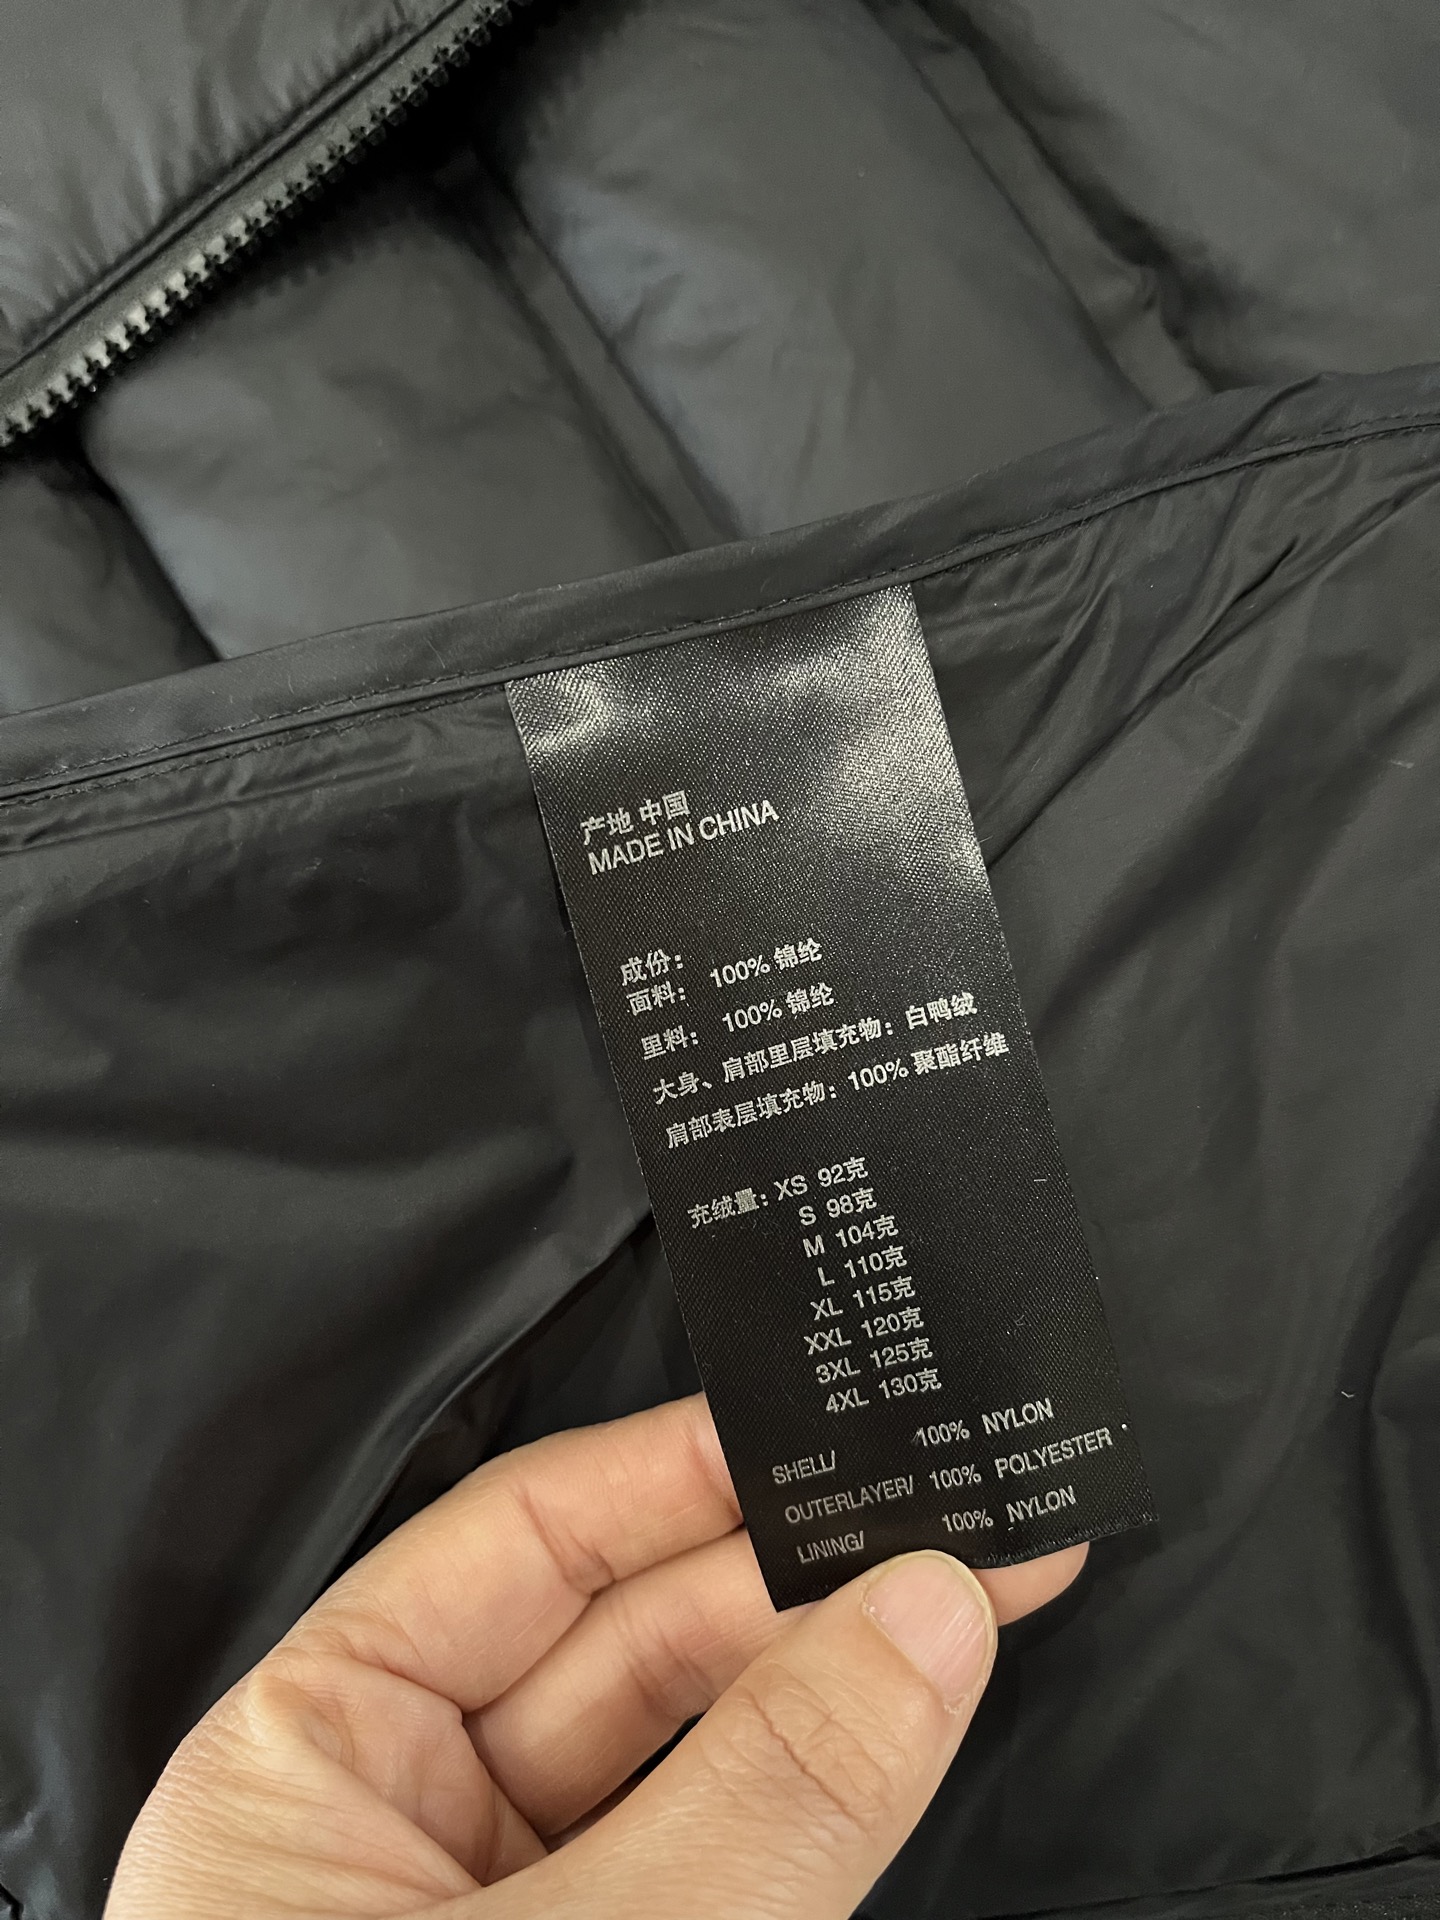 产地 中国
MADE IN CHINA
成份：
面料： 100% 锦纶
里料： 100% 锦纶
大身、肩部里层填充物：白鸭绒
肩部表层填充物：100% 聚酯纤维
充绒量：XS 92克
S 98克
M 104克
L 110克
XL 115克
XXL 120克
3XL 125克
4XL 130克
SHELL/ 100% NYLON
OUTERLAYER/ 100% POLYESTER
LINING/ 100% NYLON